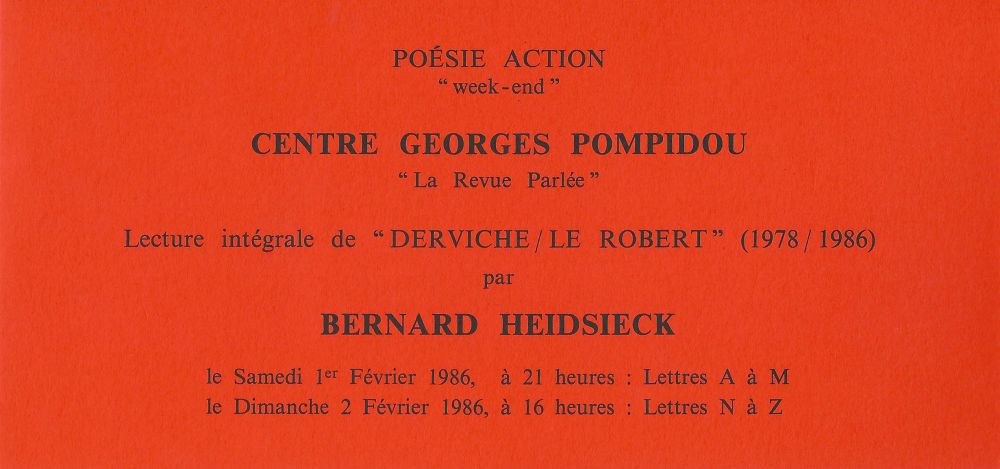 POÉSIE ACTION
“week-end”
CENTRE GEORGES POMPIDOU
“La Revue Parlée”
Lecture intégrale de “DERVICHE / LE ROBERT” (1978 / 1986)
par
BERNARD HEIDSIECK
le Samedi 1er Février 1986, à 21 heures : Lettres A à M
le Dimanche 2 Février 1986, à 16 heures : Lettres N à Z